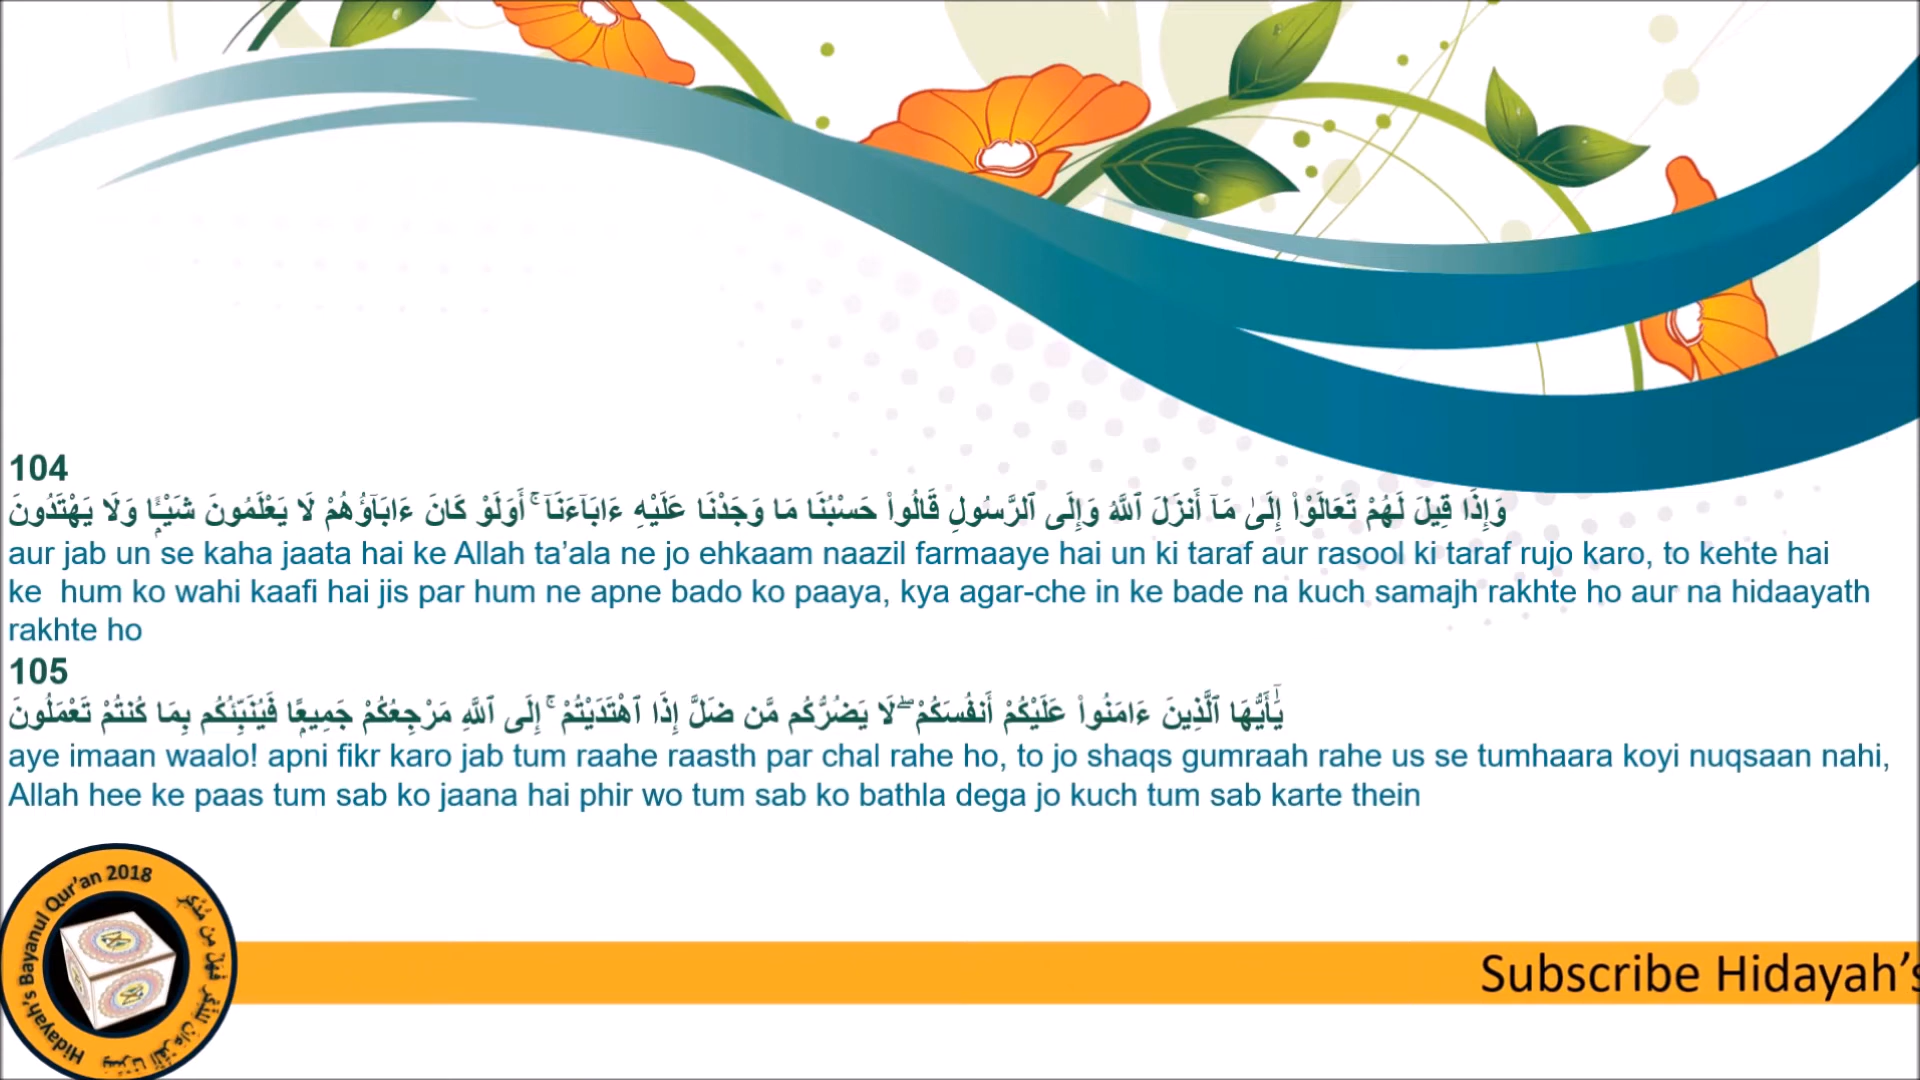 104
وَإِذَا قِيلَ لَهُمْ تَعَالَوْا۟ إِلَىٰ مَآ أَنزَلَ ٱللَّهُ وَإِلَى ٱلرَّسُولِ قَالُوا۟ حَسْبُنَا مَا وَجَدْنَا عَلَيْهِ ءَابَآءَنَآ ۚ أَوَلَوْ كَانَ ءَابَآؤُهُمْ لَا يَعْلَمُونَ شَيْـًٔا وَلَا يَهْتَدُونَ
aur jab un se kaha jaata hai ke Allah ta’ala ne jo ehkaam naazil farmaaye hai un ki taraf aur rasool ki taraf rujo karo, to kehte hai
ke  hum ko wahi kaafi hai jis par hum ne apne bado ko paaya, kya agar-che in ke bade na kuch samajh rakhte ho aur na hidaayath
rakhte ho
105
يَٰٓأَيُّهَا ٱلَّذِينَ ءَامَنُوا۟ عَلَيْكُمْ أَنفُسَكُمْ ۖ لَا يَضُرُّكُم مَّن ضَلَّ إِذَا ٱهْتَدَيْتُمْ ۚ إِلَى ٱللَّهِ مَرْجِعُكُمْ جَمِيعًا فَيُنَبِّئُكُم بِمَا كُنتُمْ تَعْمَلُونَ
aye imaan waalo! apni fikr karo jab tum raahe raasth par chal rahe ho, to jo shaqs gumraah rahe us se tumhaara koyi nuqsaan nahi,
Allah hee ke paas tum sab ko jaana hai phir wo tum sab ko bathla dega jo kuch tum sab karte thein
Hidayah’s Bayanul Qur’an 2018
Subscribe Hidayah’s